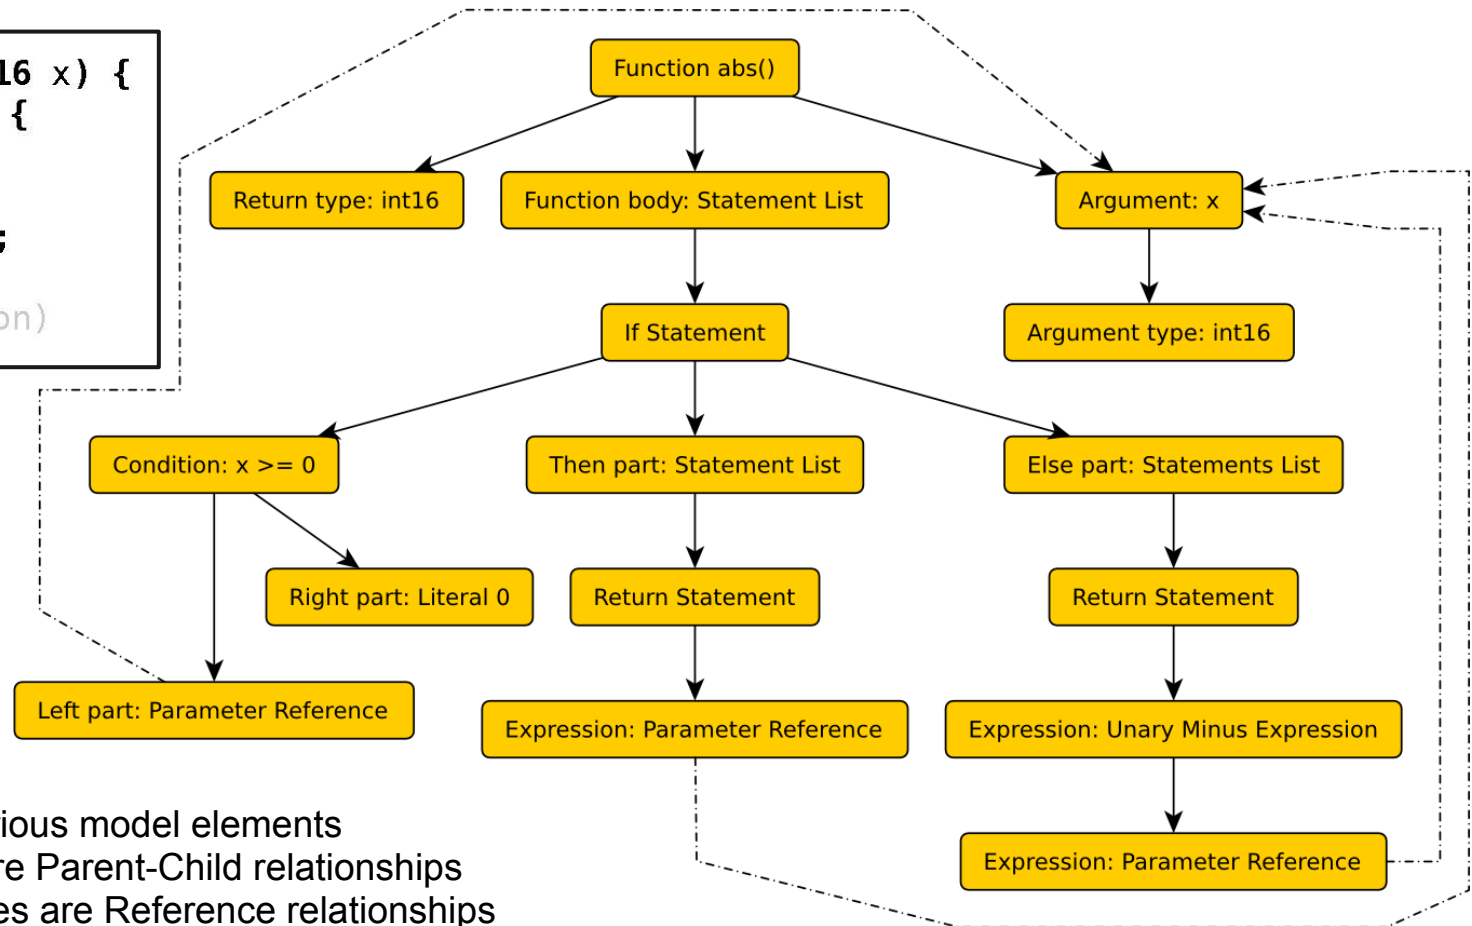 16 x) {
{
;
on)
Function abs()
Return type: int16
Function body: Statement List
Argument: x
If Statement
Argument type: int16
Condition: x >= 0
Then part: Statement List
Else part: Statements List
Right part: Literal 0
Return Statement
Return Statement
Left part: Parameter Reference
Expression: Parameter Reference
Expression: Unary Minus Expression
Expression: Parameter Reference
ious model elements
re Parent-Child relationships
es are Reference relationships